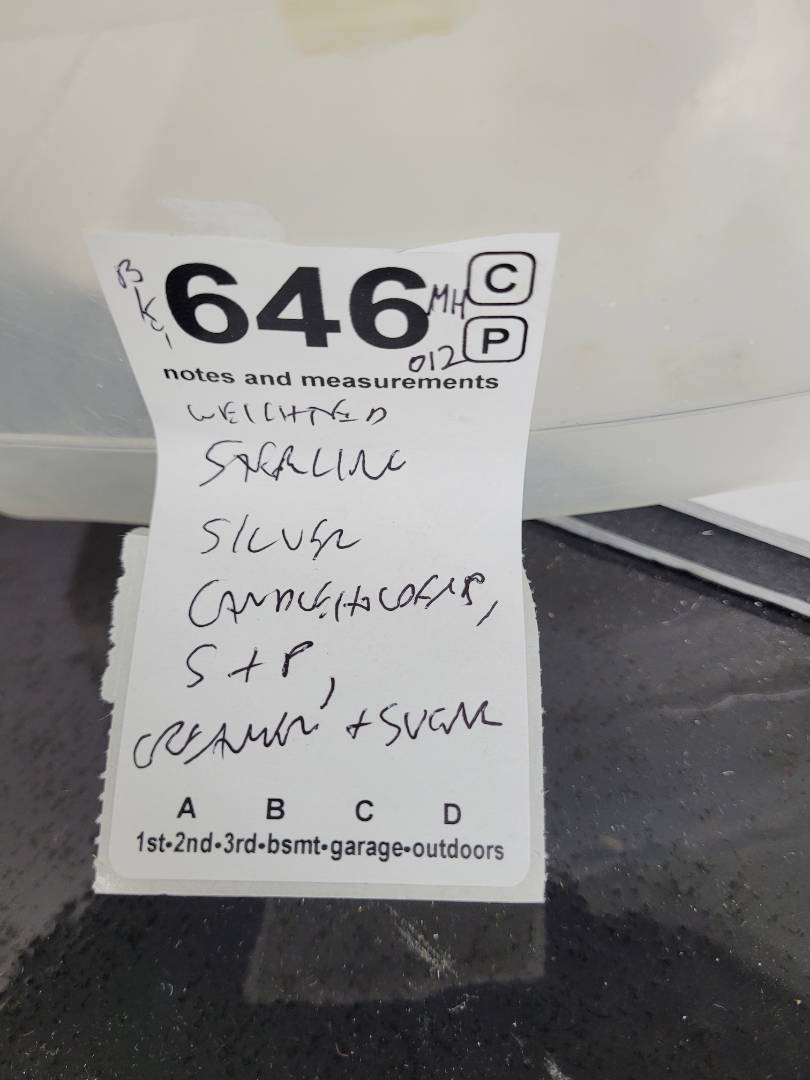 646
C
MH
P
012
notes and measurements
WEIGHTED
STERLING
SILVER
CANDLEHOLDERS,
S + P,
CREAMER + SUGAR
A B C D
1st•2nd•3rd•bsmt•garage•outdoors